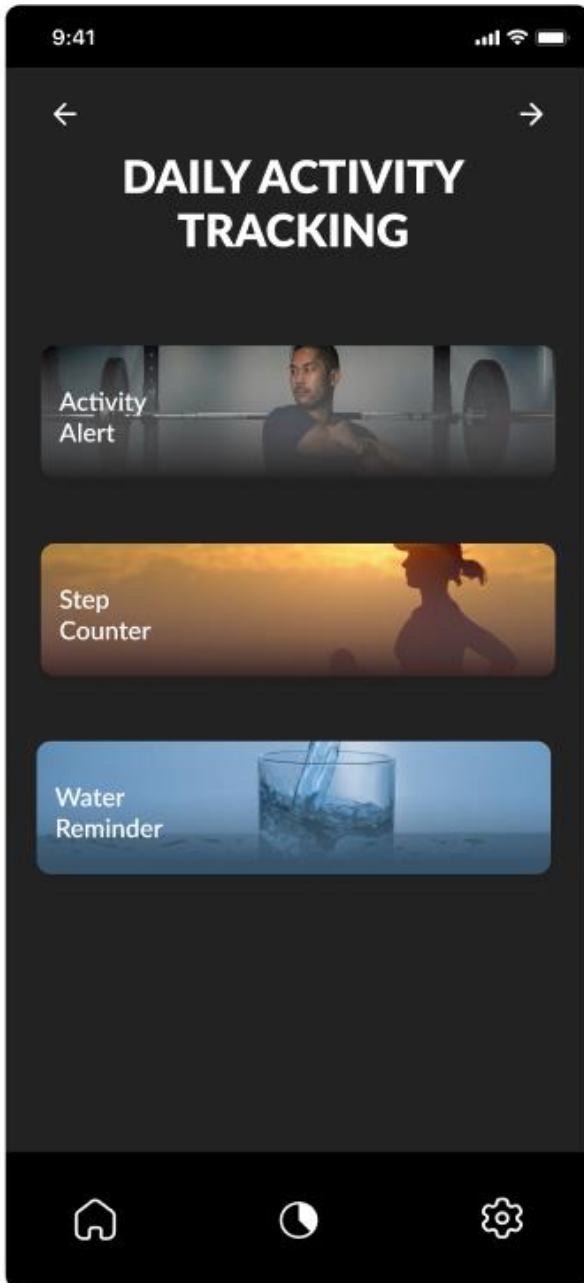 9:41
DAILY ACTIVITY
TRACKING
Activity
Alert
Step
Counter
Water
Reminder